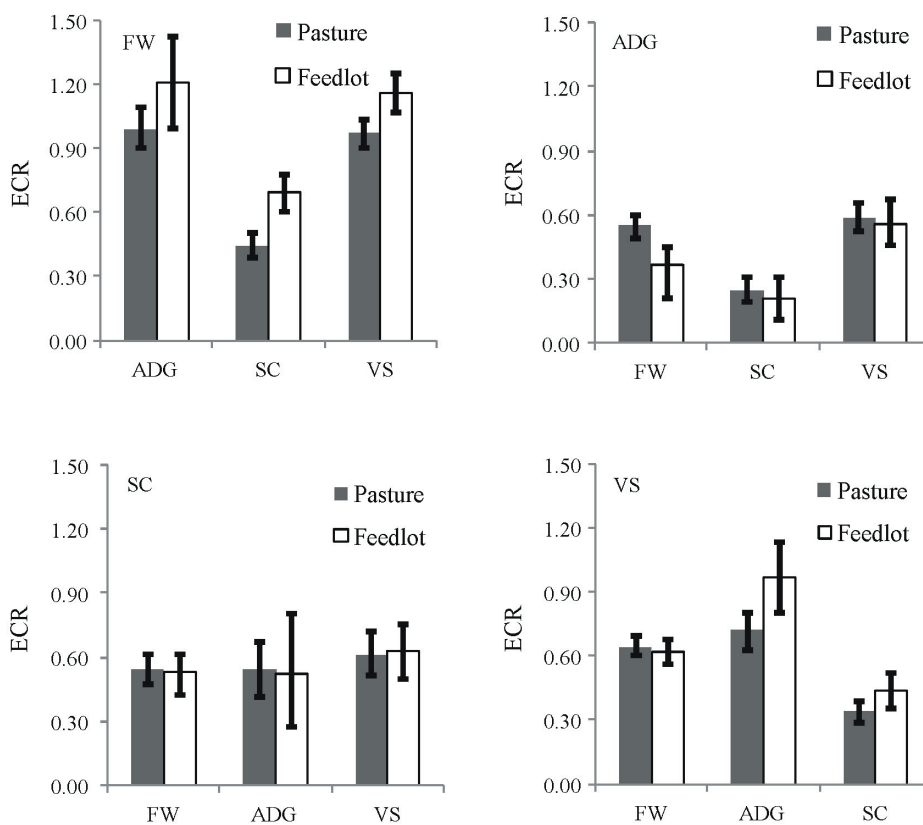 FW
Pasture
Feedlot
ECR
1.50
1.20
0.90
0.60
0.30
0.00
ADG SC VS
ADG
Pasture
Feedlot
ECR
1.50
1.20
0.90
0.60
0.30
0.00
FW SC VS
SC
Pasture
Feedlot
ECR
1.50
1.20
0.90
0.60
0.30
0.00
FW ADG VS
VS
Pasture
Feedlot
ECR
1.50
1.20
0.90
0.60
0.30
0.00
FW ADG SC